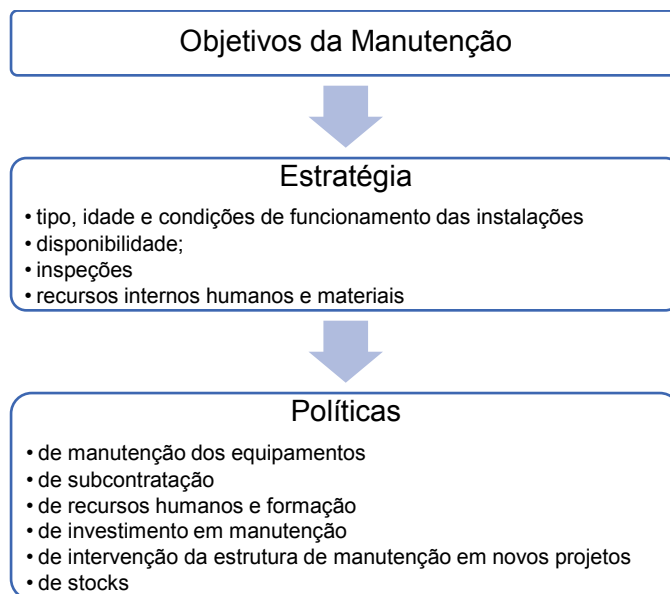 Objetivos da Manutenção
Estratégia
• tipo, idade e condições de funcionamento das instalações
• disponibilidade;
• inspeções
• recursos internos humanos e materiais
Políticas
• de manutenção dos equipamentos
• de subcontratação
• de recursos humanos e formação
• de investimento em manutenção
• de intervenção da estrutura de manutenção em novos projetos
• de stocks